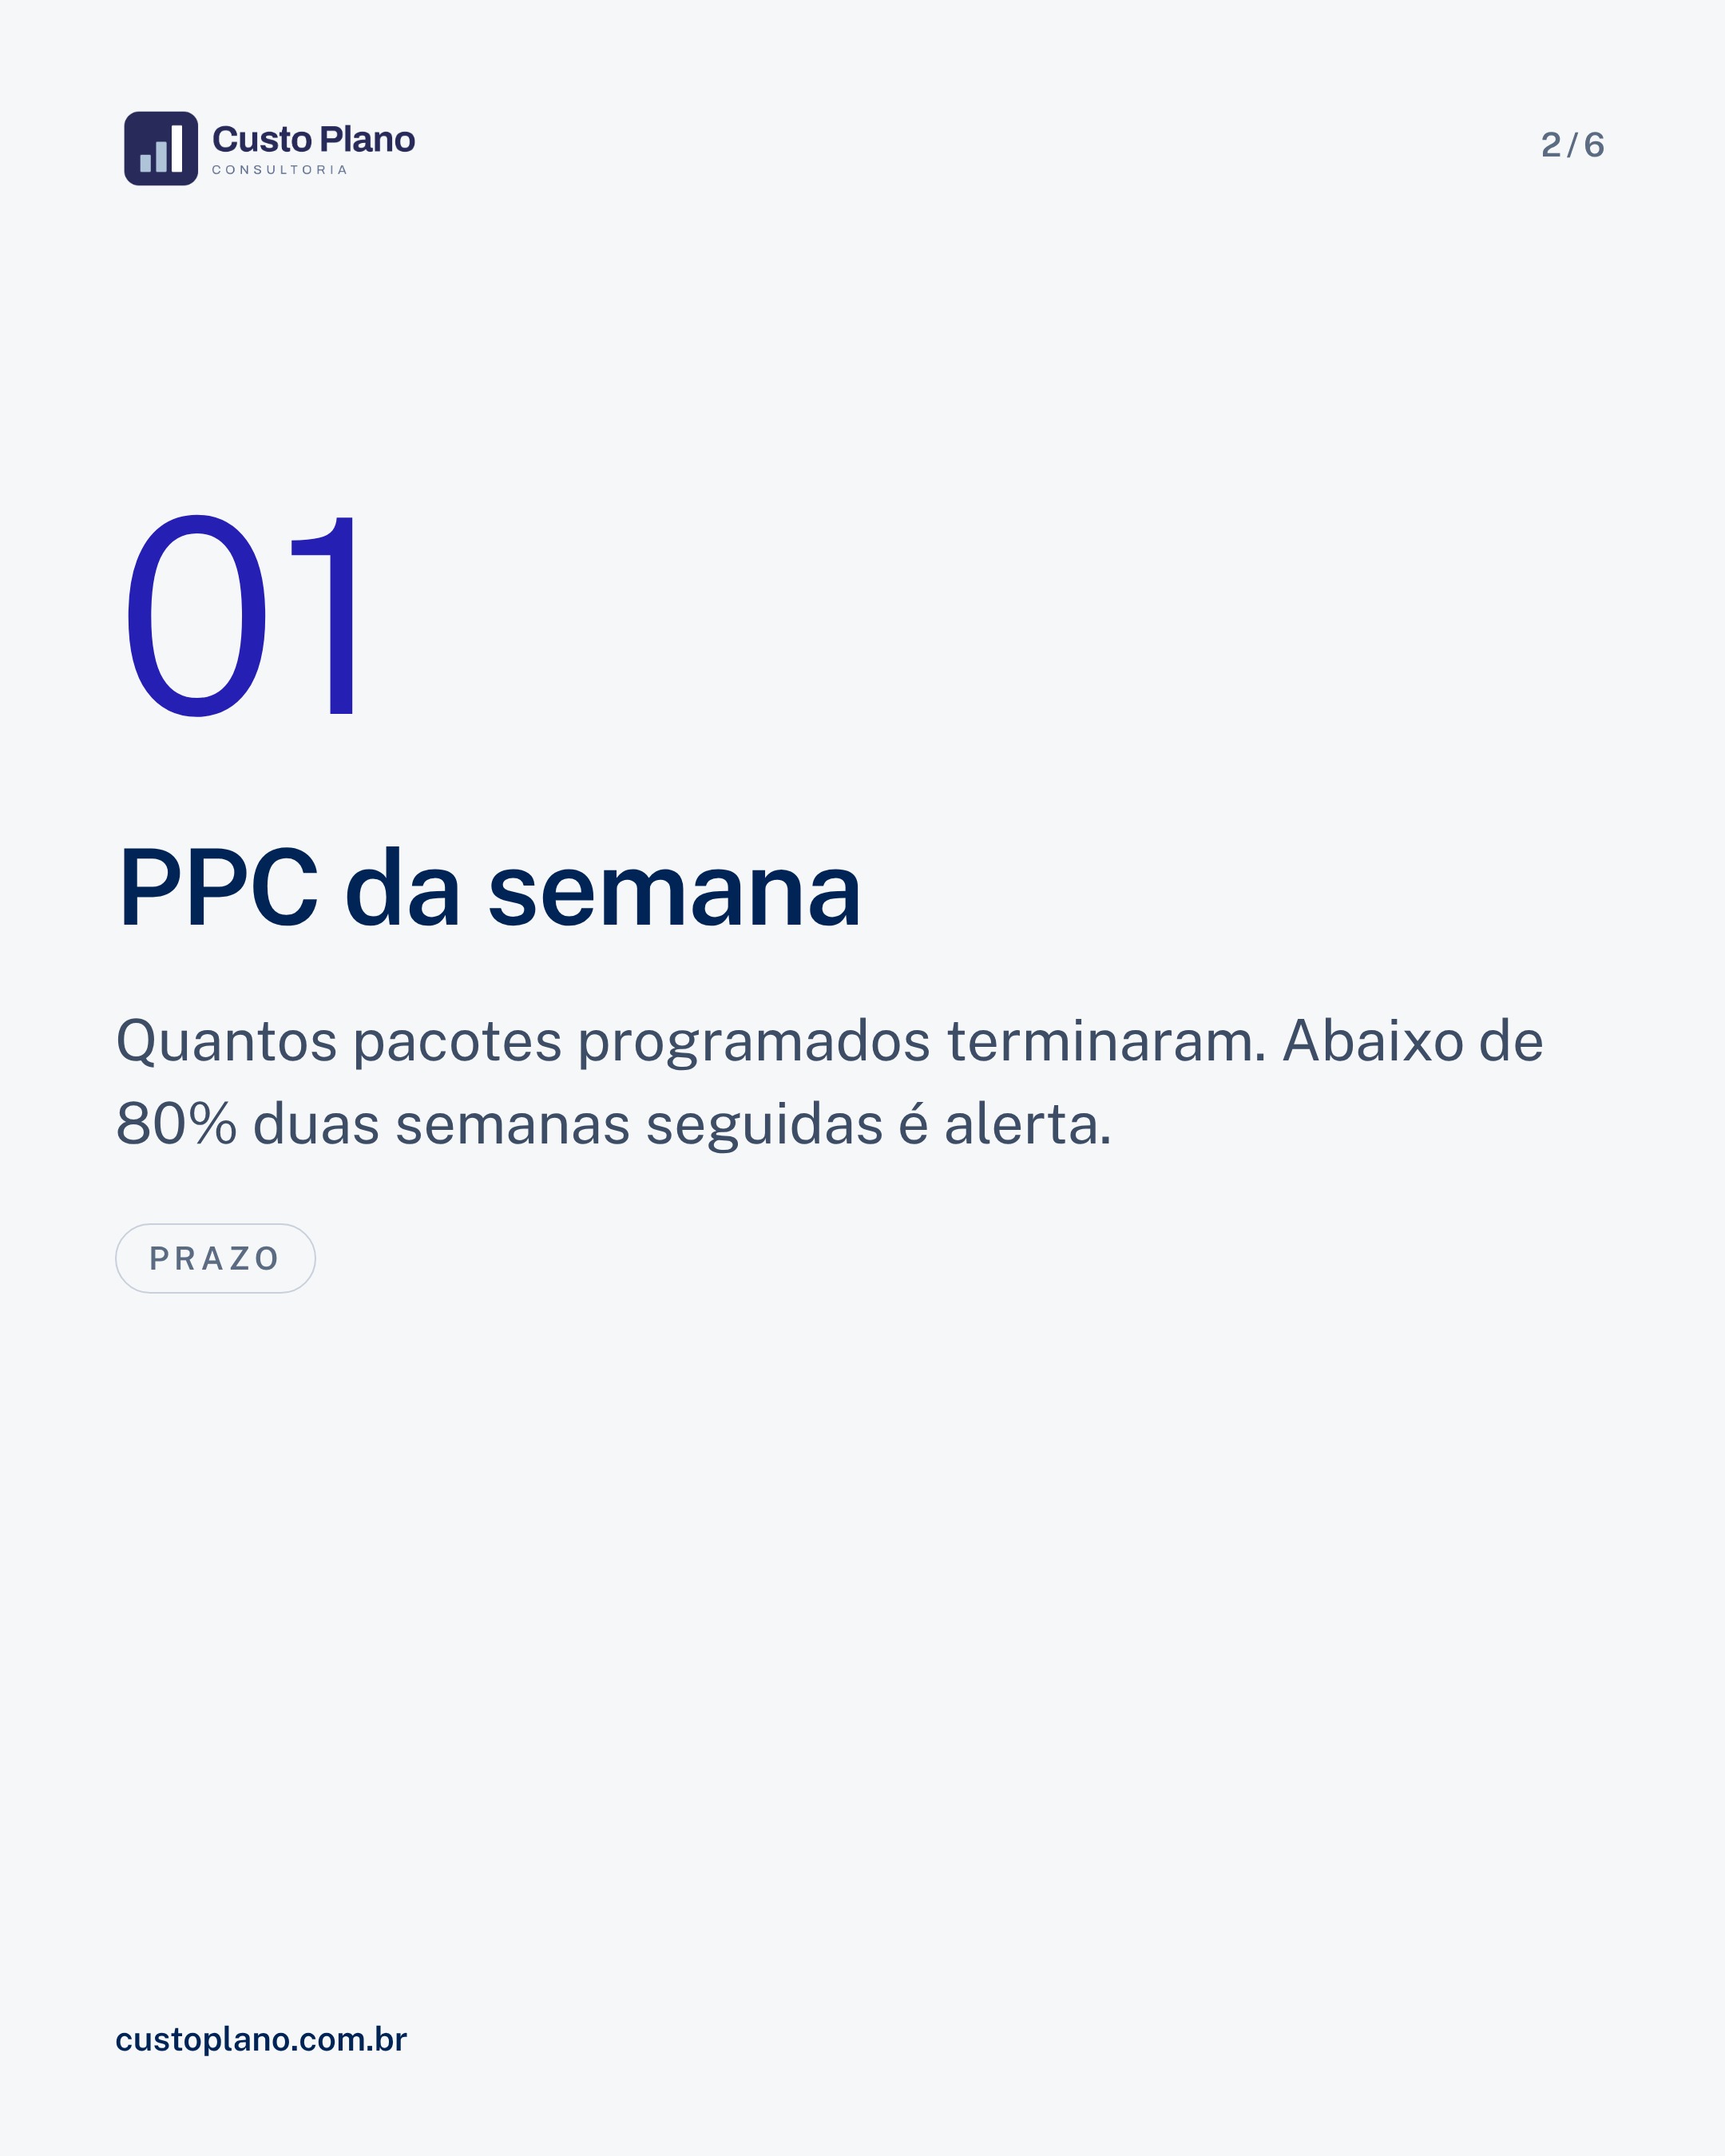 Custo Plano
CONSULTORIA
2/6
01
PPC da semana
Quantos pacotes programados terminaram. Abaixo de
80% duas semanas seguidas é alerta.
PRAZO
custoplano.com.br